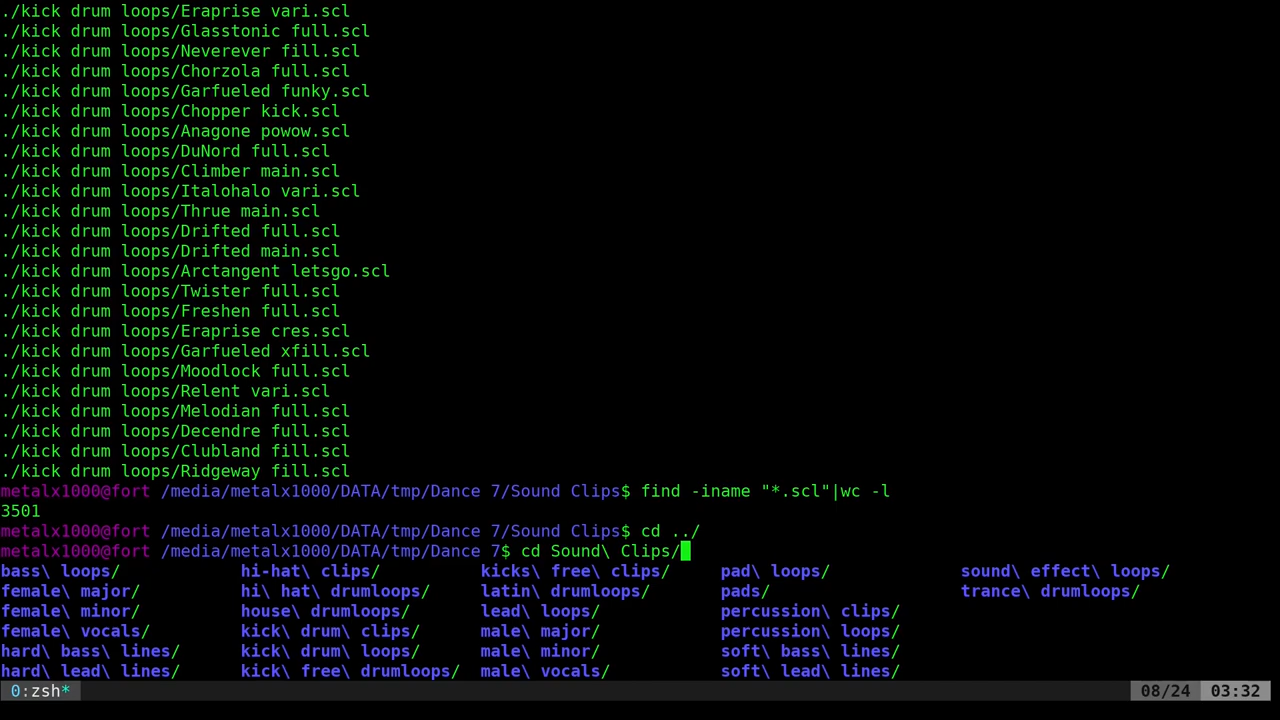 ./kick drum loops/Eraprise vari.scl
./kick drum loops/Glasstonic full.scl
./kick drum loops/Neverever fill.scl
./kick drum loops/Chorzola full.scl
./kick drum loops/Garfueled funky.scl
./kick drum loops/Chopper kick.scl
./kick drum loops/Anagone powow.scl
./kick drum loops/DuNord full.scl
./kick drum loops/Climber main.scl
./kick drum loops/Italohalo vari.scl
./kick drum loops/Thrue main.scl
./kick drum loops/Drifted full.scl
./kick drum loops/Drifted main.scl
./kick drum loops/Arctangent letsgo.scl
./kick drum loops/Twister full.scl
./kick drum loops/Freshen full.scl
./kick drum loops/Eraprise cres.scl
./kick drum loops/Garfueled xfill.scl
./kick drum loops/Moodlock full.scl
./kick drum loops/Relent vari.scl
./kick drum loops/Melodian full.scl
./kick drum loops/Decendre full.scl
./kick drum loops/Clubland fill.scl
./kick drum loops/Ridgeway fill.scl
metalx1000@fort /media/metalx1000/DATA/tmp/Dance 7/Sound Clips$ find -iname "*.scl"|wc -l
3501
metalx1000@fort /media/metalx1000/DATA/tmp/Dance 7/Sound Clips$ cd ../
metalx1000@fort /media/metalx1000/DATA/tmp/Dance 7$ cd Sound\ Clips/
bass\ loops/ hi-hat\ clips/ kicks\ free\ clips/ pad\ loops/ sound\ effect\ loops/
female\ major/ hi\ hat\ drumloops/ latin\ drumloops/ pads/ trance\ drumloops/
female\ minor/ house\ drumloops/ lead\ loops/ percussion\ clips/
female\ vocals/ kick\ drum\ clips/ male\ major/ percussion\ loops/
hard\ bass\ lines/ kick\ drum\ loops/ male\ minor/ soft\ bass\ lines/
hard\ lead\ lines/ kick\ free\ drumloops/ male\ vocals/ soft\ lead\ lines/
0:zsh* 08/24 03:32